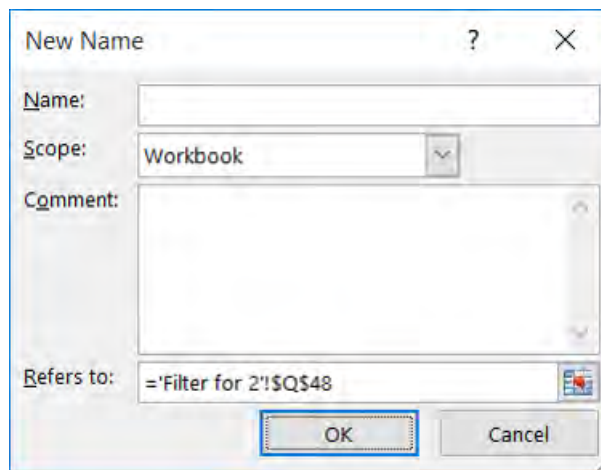 New Name ?
Name:
Scope: Workbook
Comment:
Refers to: ='Filter for 2'!$Q$48
OK Cancel